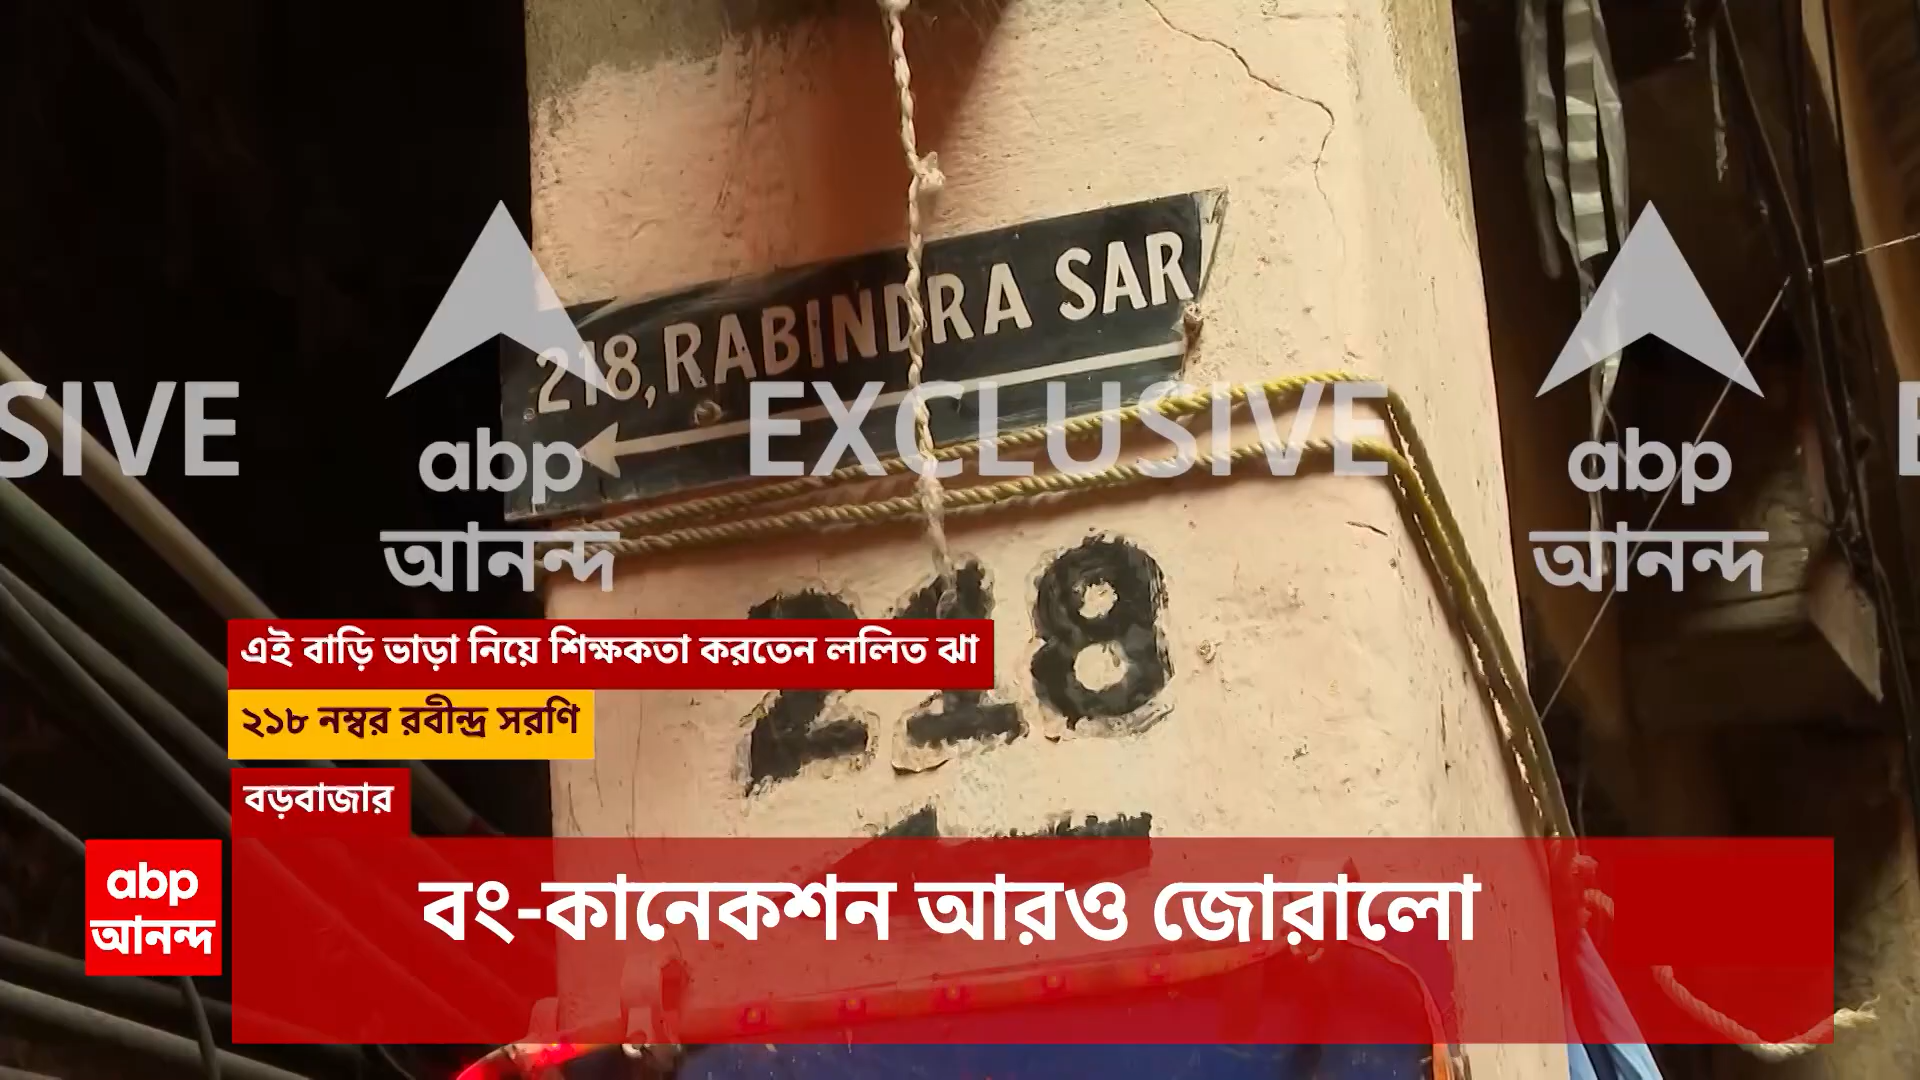 218, RABINDRA SAR
SIVE
EXCLUSIVE
E
abp
আনন্দ
abp
আনন্দ
218
এই বাড়ি ভাড়া নিয়ে শিক্ষকতা করতেন ললিত ঝা
২১৮ নম্বর রবীন্দ্র সরণি
বড়বাজার
abp
আনন্দ
বং-কানেকশন আরও জোরালো